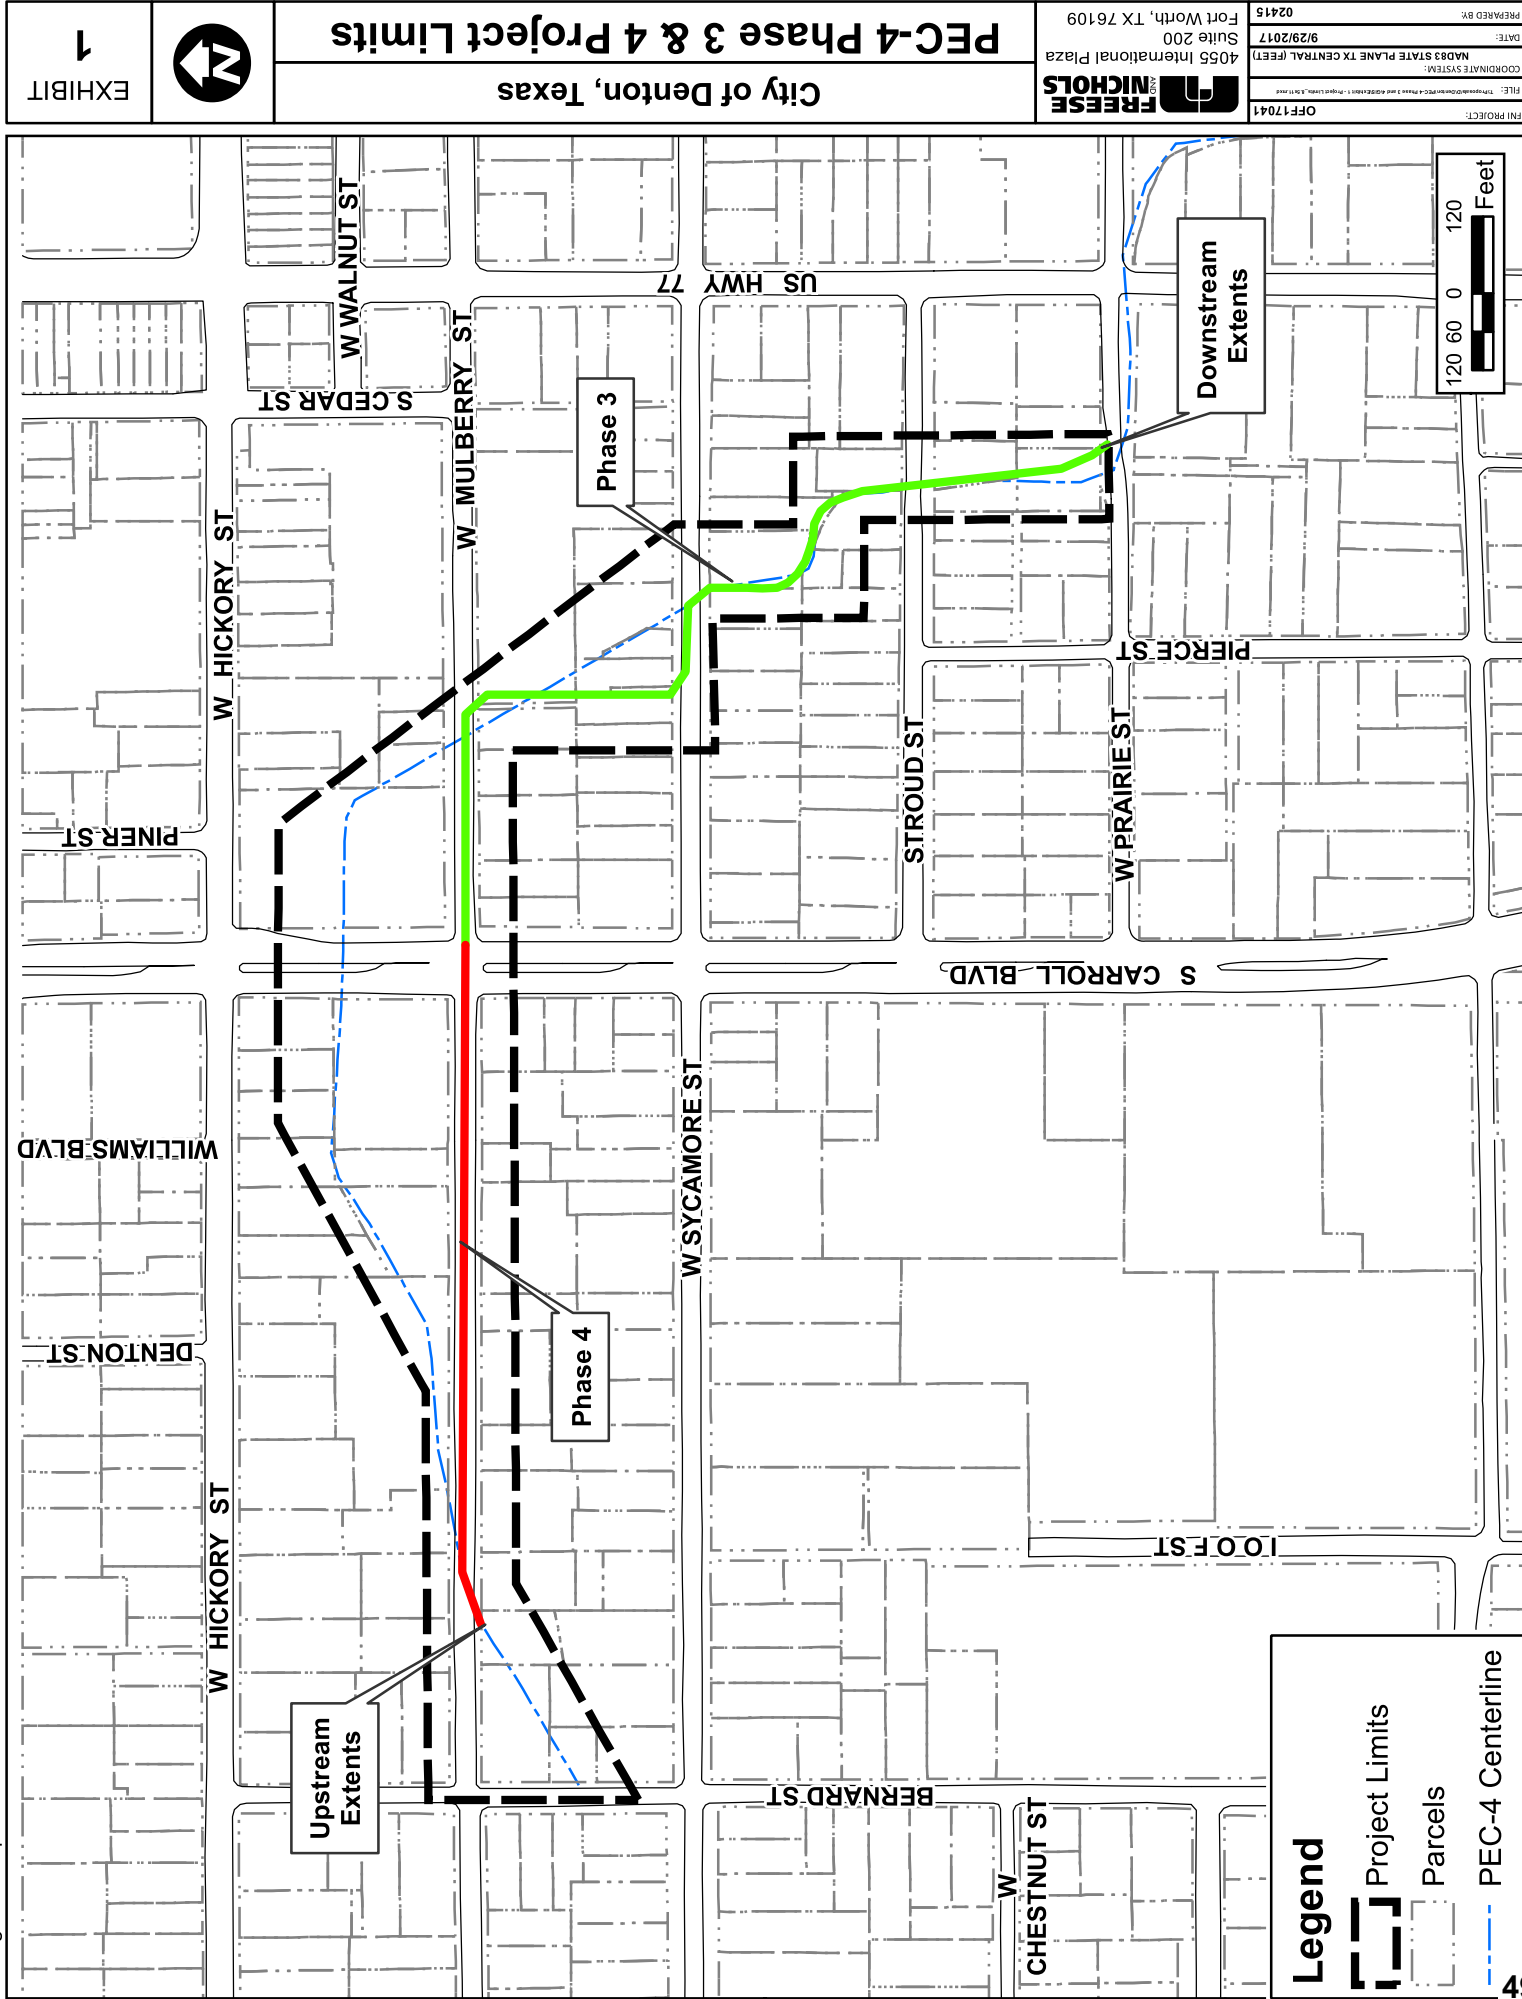 EXHIBIT
1
N
City of Denton, Texas
PEC-4 Phase 3 & 4 Project Limits
FREESE
AND
NICHOLS
4055 International Plaza
Suite 200
Fort Worth, TX 76109
FNI PROJECT:
OFF17041
FILE:
COORDINATE SYSTEM:
NAD83 STATE PLANE TX CENTRAL (FEET)
DATE:
9/29/2017
PREPARED BY:
02415
W WALNUT ST
US HWY 77
S CEDAR ST
W MULBERRY ST
W HICKORY ST
PINER ST
PIERCE ST
STROUD ST
W PRAIRIE ST
S CARROLL BLVD
WILLIAMS BLVD
W SYCAMORE ST
DENTON ST
W HICKORY ST
I O O F ST
BERNARD ST
W
CHESTNUT ST
Phase 3
Phase 4
Downstream
Extents
Upstream
Extents
120 60 0 120
Feet
Legend
Project Limits
Parcels
PEC-4 Centerline